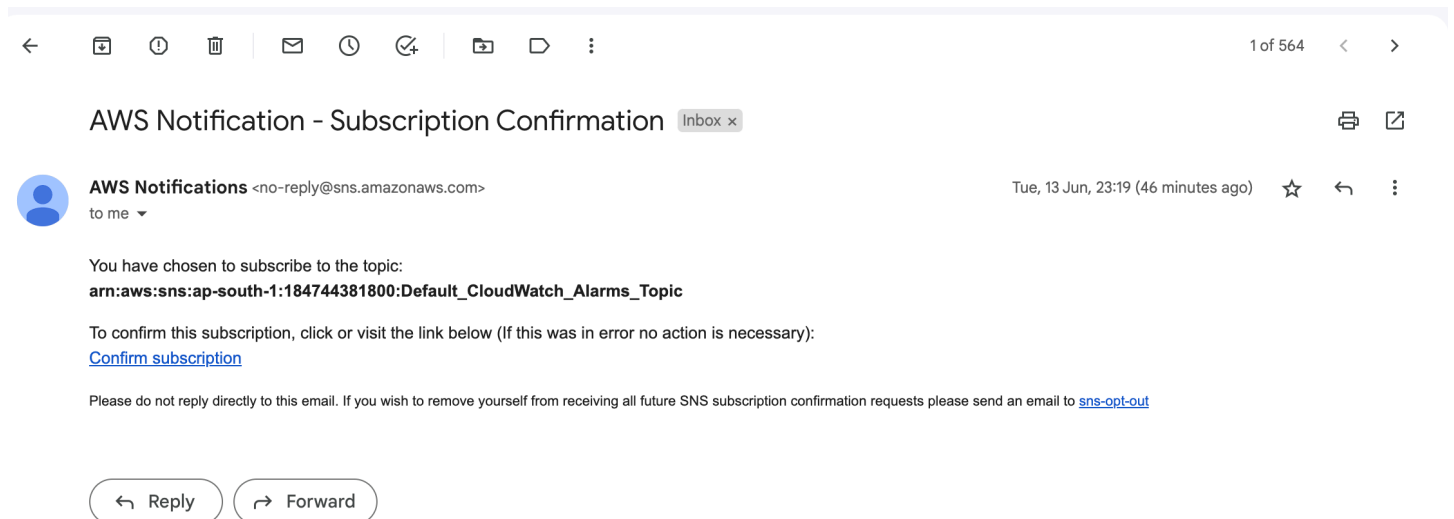 1 of 564
AWS Notification - Subscription Confirmation Inbox x
AWS Notifications <no-reply@sns.amazonaws.com> Tue, 13 Jun, 23:19 (46 minutes ago)
to me
You have chosen to subscribe to the topic:
arn:aws:sns:ap-south-1:184744381800:Default_CloudWatch_Alarms_Topic
To confirm this subscription, click or visit the link below (If this was in error no action is necessary):
Confirm subscription
Please do not reply directly to this email. If you wish to remove yourself from receiving all future SNS subscription confirmation requests please send an email to sns-opt-out
Reply Forward